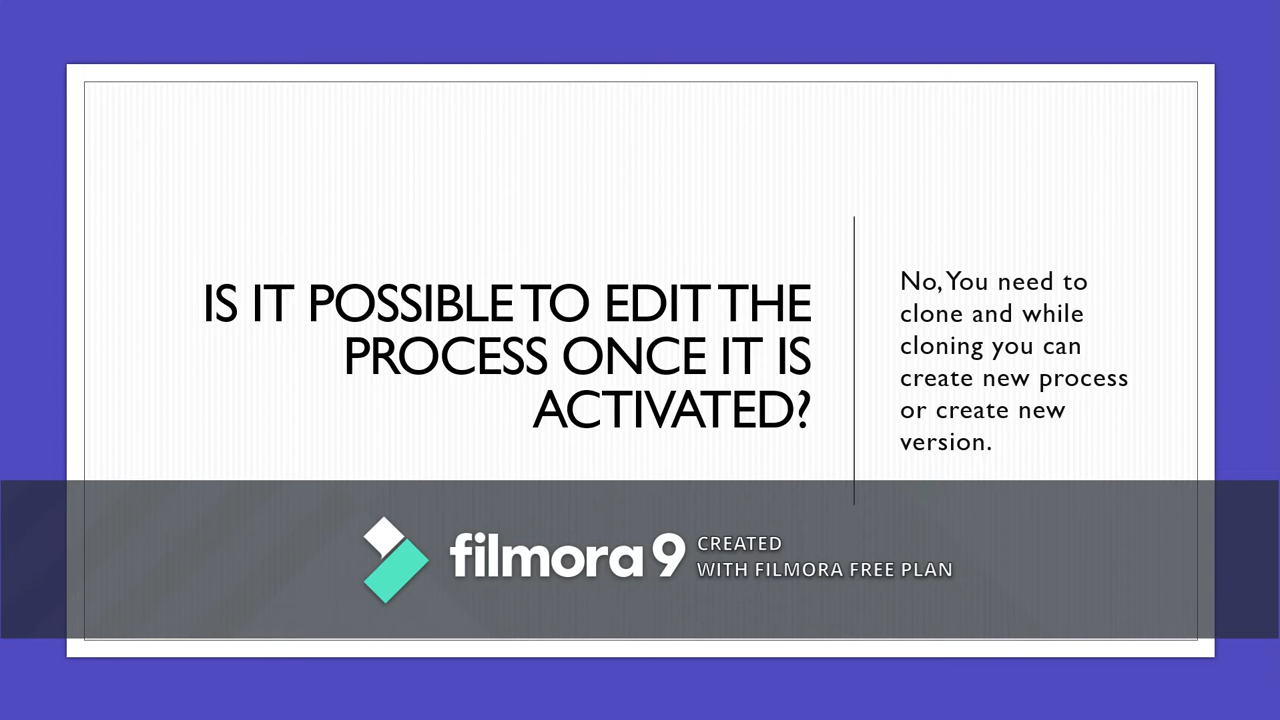 IS IT POSSIBLE TO EDIT THE
PROCESS ONCE IT IS
ACTIVATED?
No, You need to
clone and while
cloning you can
create new process
or create new
version.
filmora 9
CREATED
WITH FILMORA FREE PLAN